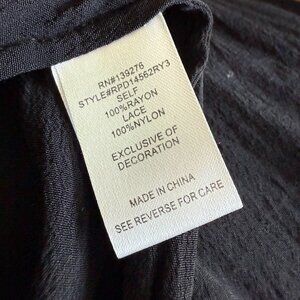 RN#139276
STYLE#RPD14562RY3
SELF
100%RAYON
LACE
100%NYLON
EXCLUSIVE OF
DECORATION
MADE IN CHINA
SEE REVERSE FOR CARE